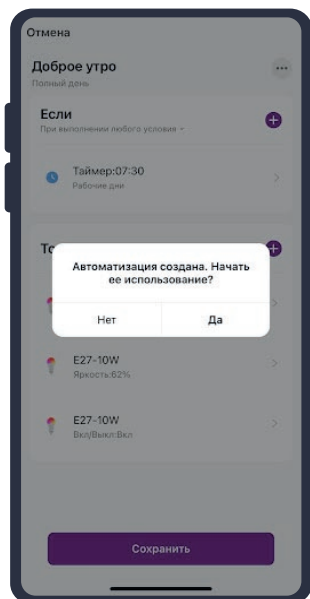 Отмена
Доброе утро
Полный день
Если
При выполнении любого условия
Таймер:07:30
Рабочие дни
Автоматизация создана. Начать
ее использование?
Нет Да
E27-10W
Яркость:62%
E27-10W
Вкл/Выкл:Вкл
Сохранить